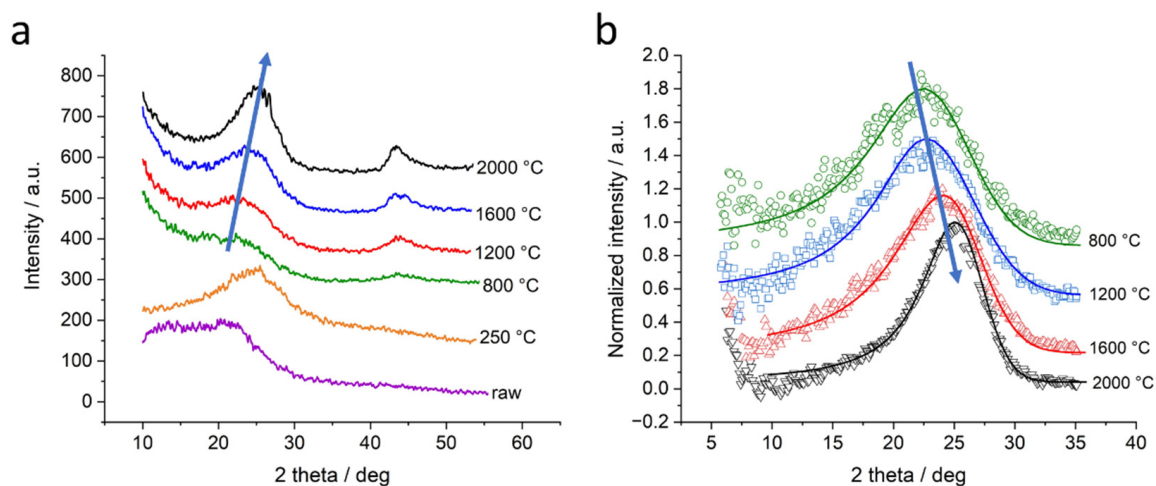 a
800
700
600
500
400
300
200
100
0
Intensity / a.u.
2000 °C
1600 °C
1200 °C
800 °C
250 °C
raw
10 20 30 40 50 60
2 theta / deg
b
2.0
1.8
1.6
1.4
1.2
1.0
0.8
0.6
0.4
0.2
0.0
−0.2
Normalized intensity / a.u.
800 °C
1200 °C
1600 °C
2000 °C
5 10 15 20 25 30 35 40
2 theta / deg